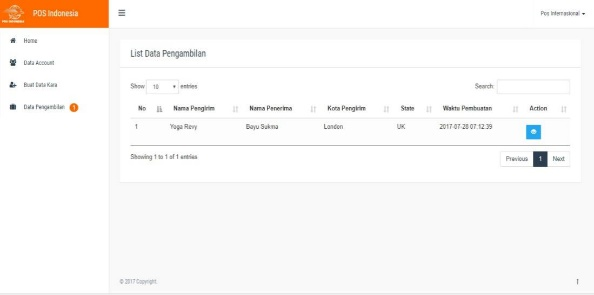 POS Indonesia
Pos Internasional
Home
Data Account
Buat Data Kara
Data Pengambilan 1
List Data Pengambilan
Show 10 entries Search:
No Nama Pengirim Nama Penerima Kota Pengirim State Waktu Pembuatan Action
1 Yoga Revy Bayu Sukma London UK 2017-07-28 07:12:39
Showing 1 to 1 of 1 entries
Previous 1 Next
© 2017 Copyright.